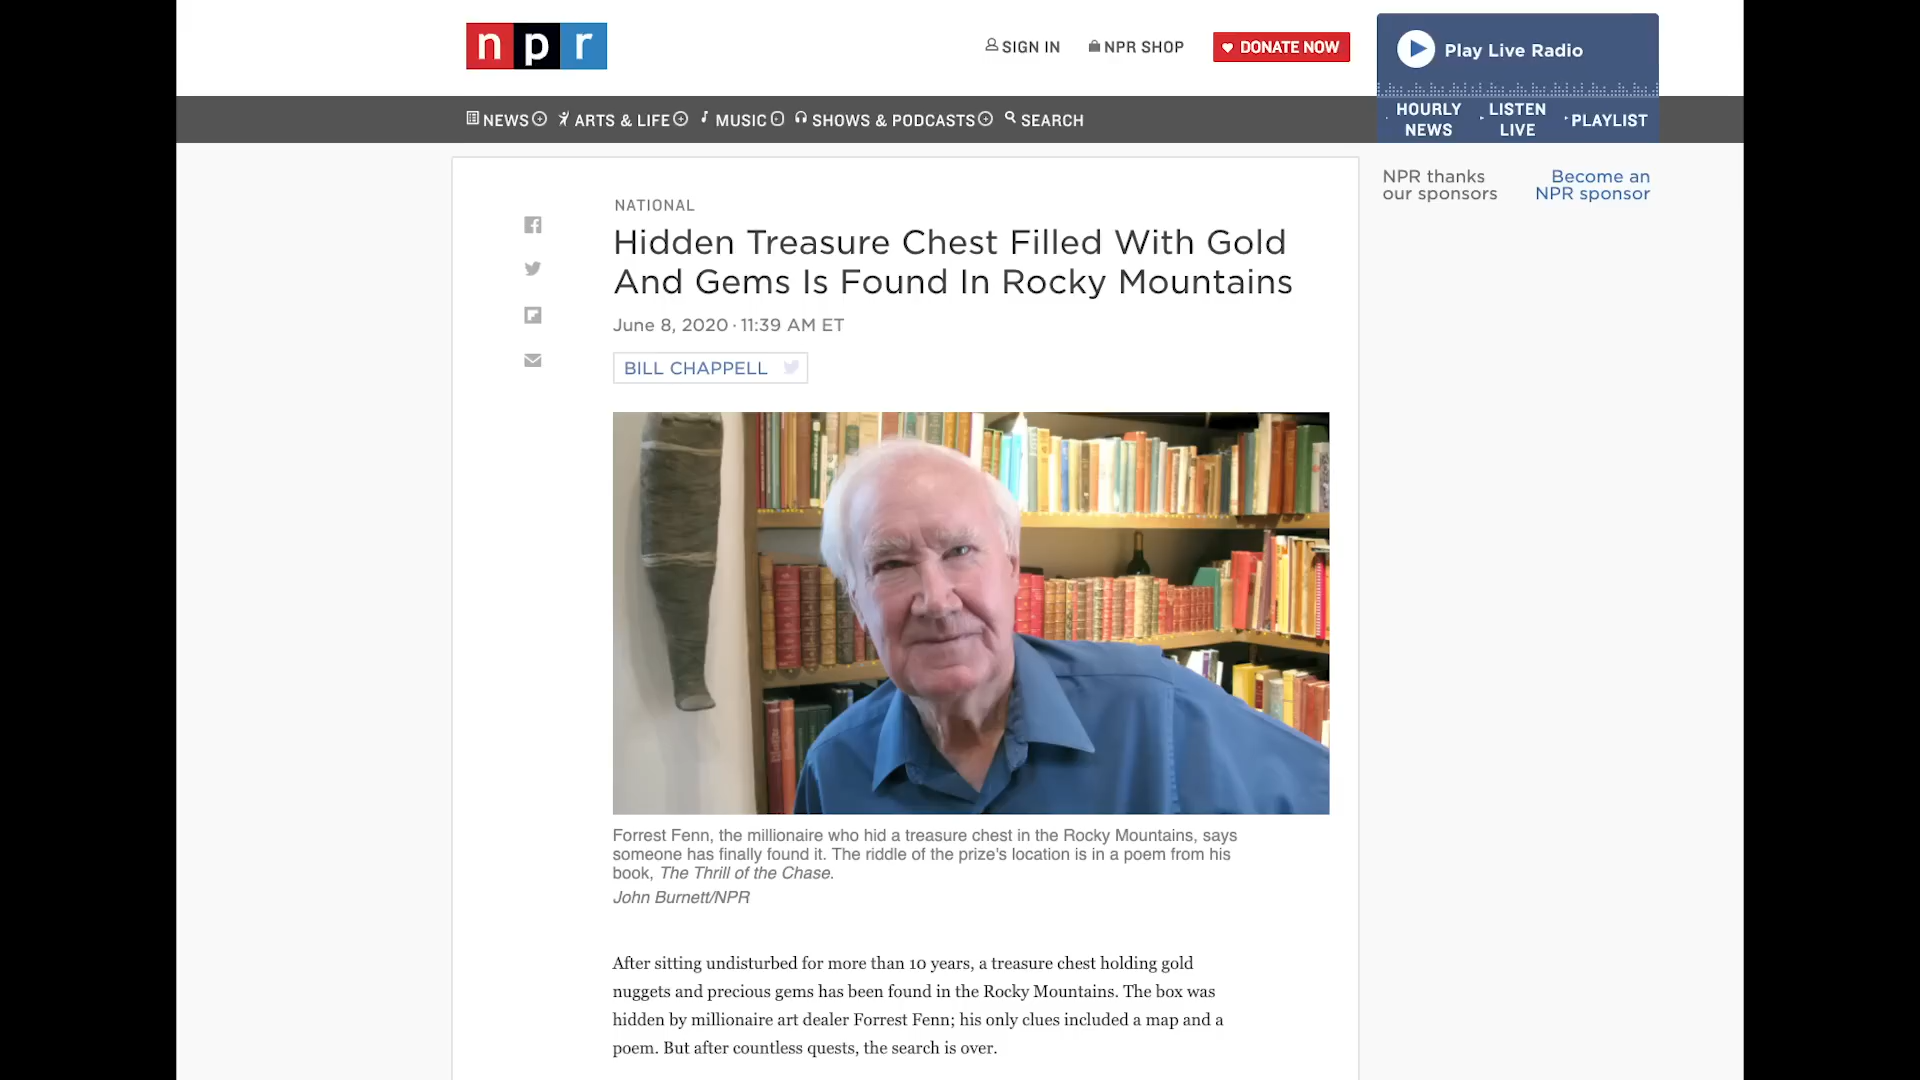 npr
SIGN IN
NPR SHOP
DONATE NOW
Play Live Radio
NEWS
ARTS & LIFE
MUSIC
SHOWS & PODCASTS
SEARCH
HOURLY
NEWS
LISTEN
LIVE
PLAYLIST
NPR thanks
our sponsors
Become an
NPR sponsor
NATIONAL
Hidden Treasure Chest Filled With Gold
And Gems Is Found In Rocky Mountains
June 8, 2020 · 11:39 AM ET
BILL CHAPPELL
Forrest Fenn, the millionaire who hid a treasure chest in the Rocky Mountains, says
someone has finally found it. The riddle of the prize's location is in a poem from his
book, The Thrill of the Chase.
John Burnett/NPR
After sitting undisturbed for more than 10 years, a treasure chest holding gold
nuggets and precious gems has been found in the Rocky Mountains. The box was
hidden by millionaire art dealer Forrest Fenn; his only clues included a map and a
poem. But after countless quests, the search is over.